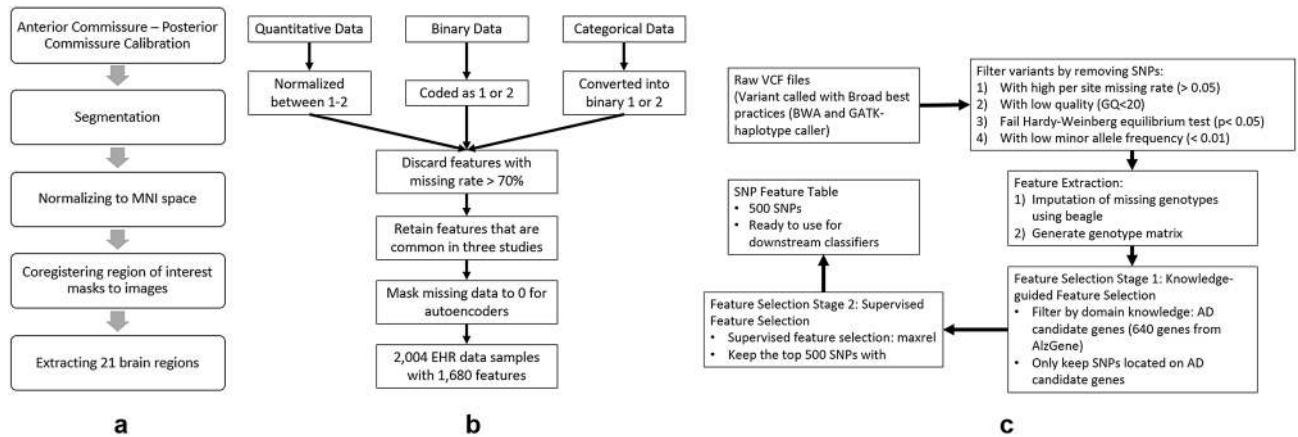 Anterior Commissure – Posterior
Commissure Calibration
Segmentation
Normalizing to MNI space
Coregistering region of interest
masks to images
Extracting 21 brain regions
a
Quantitative Data
Binary Data
Categorical Data
Normalized
between 1-2
Coded as 1 or 2
Converted into
binary 1 or 2
Discard features with
missing rate > 70%
Retain features that are
common in three studies
Mask missing data to 0 for
autoencoders
2,004 EHR data samples
with 1,680 features
b
Raw VCF files
(Variant called with Broad best
practices (BWA and GATK-
haplotype caller)
Filter variants by removing SNPs:
1) With high per site missing rate (> 0.05)
2) With low quality (GQ<20)
3) Fail Hardy-Weinberg equilibrium test (p< 0.05)
4) With low minor allele frequency (< 0.01)
Feature Extraction:
1) Imputation of missing genotypes
using beagle
2) Generate genotype matrix
Feature Selection Stage 1: Knowledge-
guided Feature Selection
• Filter by domain knowledge: AD
candidate genes (640 genes from
AlzGene)
• Only keep SNPs located on AD
candidate genes
Feature Selection Stage 2: Supervised
Feature Selection
• Supervised feature selection: maxrel
• Keep the top 500 SNPs with
SNP Feature Table
• 500 SNPs
• Ready to use for
downstream classifiers
c